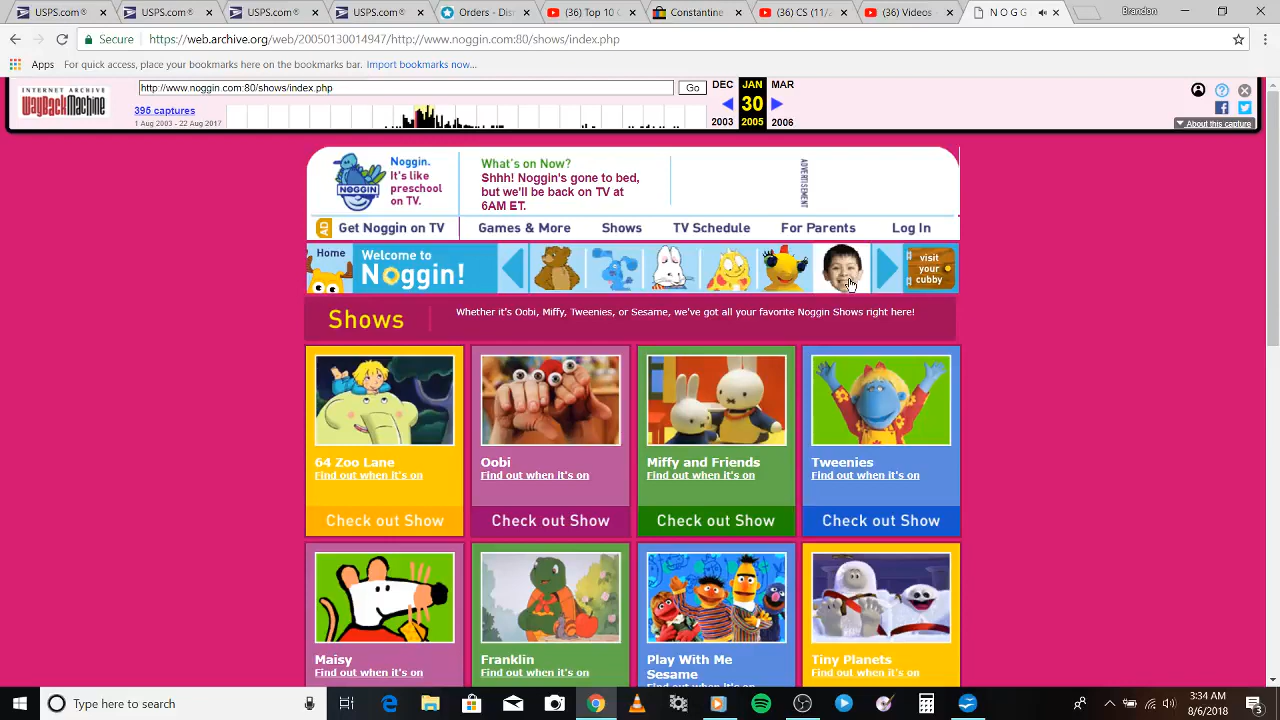 USPS.com
USPS.com
USPS.com
USPS.com
Orders - Disc
(36) Top 10 C
Constantine
(36) CS 1/2
(36) Videos
N O G G
Brandon
Secure
https://web.archive.org/web/20050130014947/http://www.noggin.com:80/shows/index.php
Apps
For quick access, place your bookmarks here on the bookmarks bar.
Import bookmarks now...
INTERNET ARCHIVE
WayBackMachine
http://www.noggin.com:80/shows/index.php
Go
DEC
JAN
MAR
395 captures
30
1 Aug 2003 - 22 Aug 2017
2003
2005
2006
About this capture
NOGGIN
Noggin.
It's like
preschool
on TV.
What's on Now?
Shhh! Noggin's gone to bed,
but we'll be back on TV at
6AM ET.
ADVERTISEMENT
Get Noggin on TV
Games & More
Shows
TV Schedule
For Parents
Log In
Home
Welcome to
Noggin!
visit
your
cubby
Shows
Whether it's Oobi, Miffy, Tweenies, or Sesame, we've got all your favorite Noggin Shows right here!
64 Zoo Lane
Find out when it's on
Check out Show
Oobi
Find out when it's on
Check out Show
Miffy and Friends
Find out when it's on
Check out Show
Tweenies
Find out when it's on
Check out Show
Maisy
Find out when it's on
Franklin
Find out when it's on
Play With Me
Sesame
Find out when it's on
Tiny Planets
Find out when it's on
Type here to search
3:34 AM
8/6/2018
3